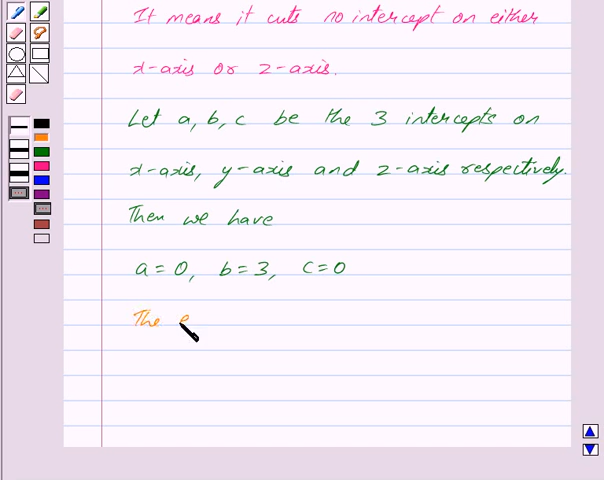 It means it cuts no intercept on either
x-axis or z-axis.
Let a, b, c be the 3 intercepts on
x-axis, y-axis and z-axis respectively.
Then we have
a = 0, b = 3, c = 0
The e